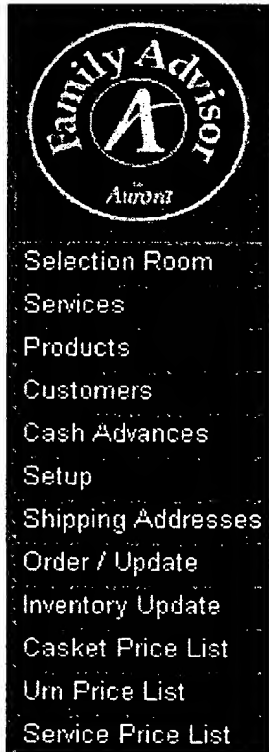 Family Advisor
A
Aurora
Selection Room
Services
Products
Customers
Cash Advances
Setup
Shipping Addresses
Order / Update
Inventory Update
Casket Price List
Urn Price List
Service Price List